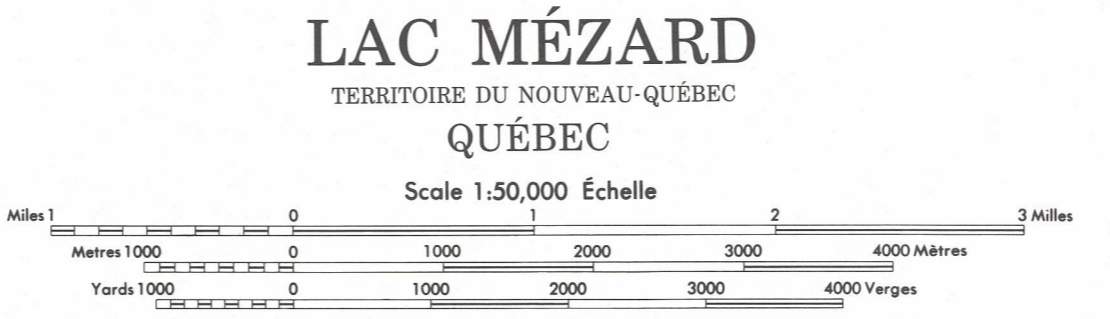 LAC MÉZARD
TERRITOIRE DU NOUVEAU-QUÉBEC
QUÉBEC
Scale 1:50,000 Échelle
Miles 1 0 1 2 3 Milles
Metres 1000 0 1000 2000 3000 4000 Mètres
Yards 1000 0 1000 2000 3000 4000 Verges